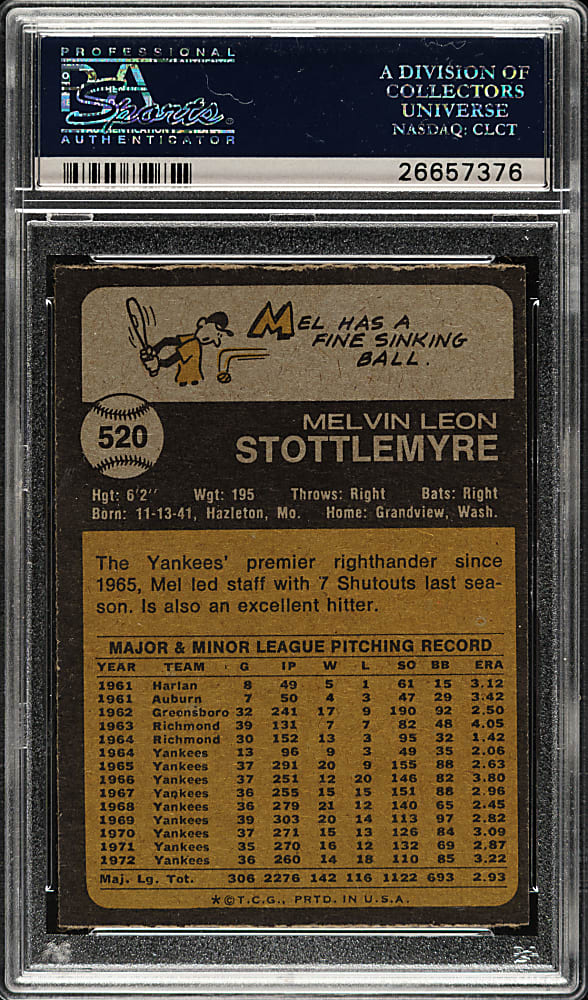 PROFESSIONAL
PSA
Sports
AUTHENTICATOR
A DIVISION OF
COLLECTORS
UNIVERSE
NASDAQ: CLCT
26657376
MEL HAS A
FINE SINKING
BALL.
520
MELVIN LEON
STOTTLEMYRE
Hgt: 6'2" Wgt: 195 Throws: Right Bats: Right
Born: 11-13-41, Hazleton, Mo. Home: Grandview, Wash.
The Yankees' premier righthander since
1965, Mel led staff with 7 Shutouts last sea-
son. Is also an excellent hitter.
MAJOR & MINOR LEAGUE PITCHING RECORD
YEAR TEAM G IP W L SO BB ERA
1961 Harlan 8 49 5 1 61 15 3.12
1961 Auburn 7 50 4 3 47 29 3.42
1962 Greensboro 32 241 17 9 190 92 2.50
1963 Richmond 39 131 7 7 82 48 4.05
1964 Richmond 30 152 13 3 95 32 1.42
1964 Yankees 13 96 9 3 49 35 2.06
1965 Yankees 37 291 20 9 155 88 2.63
1966 Yankees 37 251 12 20 146 82 3.80
1967 Yankees 36 255 15 15 151 88 2.96
1968 Yankees 36 279 21 12 140 65 2.45
1969 Yankees 39 303 20 14 113 97 2.82
1970 Yankees 37 271 15 13 126 84 3.09
1971 Yankees 35 270 16 12 132 69 2.87
1972 Yankees 36 260 14 18 110 85 3.22
Maj. Lg. Tot. 306 2276 142 116 1122 693 2.93
*©T.C.G., PRTD. IN U.S.A.